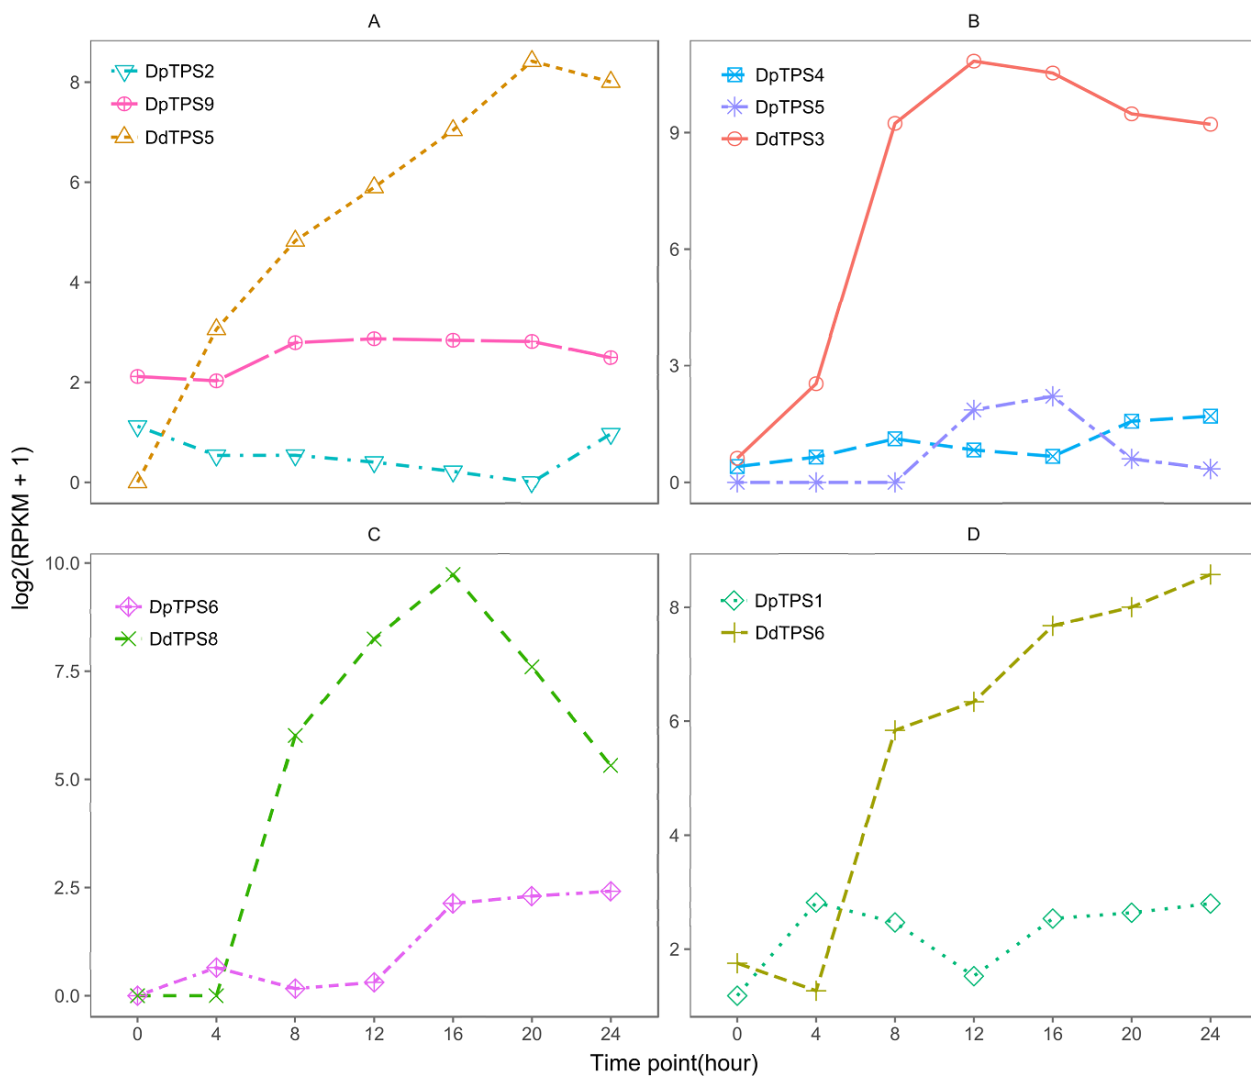 A
B
DpTPS2
DpTPS9
DdTPS5
DpTPS4
DpTPS5
DdTPS3
8
6
4
2
0
9
6
3
0
log2(RPKM + 1)
C
D
DpTPS6
DdTPS8
DpTPS1
DdTPS6
10.0
7.5
5.0
2.5
0.0
8
6
4
2
0 4 8 12 16 20 24
0 4 8 12 16 20 24
Time point(hour)